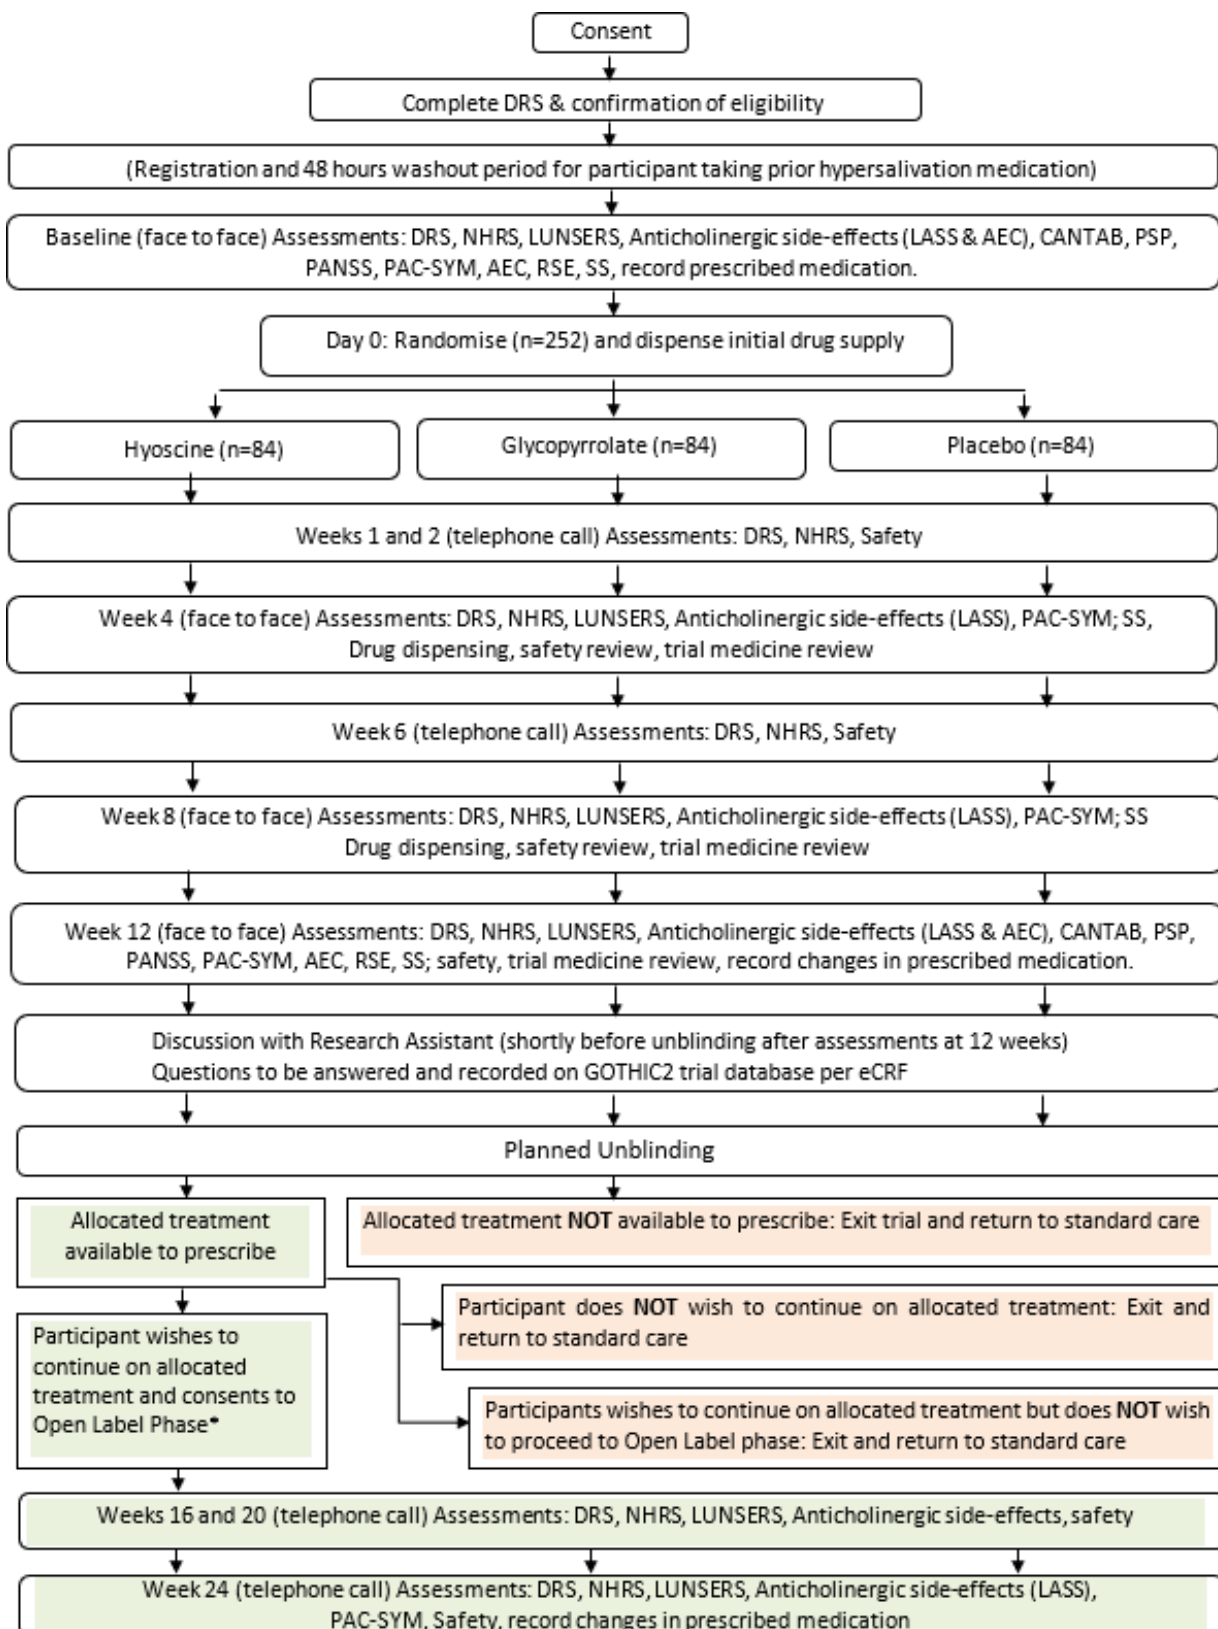 Consent
Complete DRS & confirmation of eligibility
(Registration and 48 hours washout period for participant taking prior hypersalivation medication)
Baseline (face to face) Assessments: DRS, NHRS, LUNSERS, Anticholinergic side-effects (LASS & AEC), CANTAB, PSP,
PANSS, PAC-SYM, AEC, RSE, SS, record prescribed medication.
Day 0: Randomise (n=252) and dispense initial drug supply
Hyoscine (n=84)
Glycopyrrolate (n=84)
Placebo (n=84)
Weeks 1 and 2 (telephone call) Assessments: DRS, NHRS, Safety
Week 4 (face to face) Assessments: DRS, NHRS, LUNSERS, Anticholinergic side-effects (LASS), PAC-SYM; SS,
Drug dispensing, safety review, trial medicine review
Week 6 (telephone call) Assessments: DRS, NHRS, Safety
Week 8 (face to face) Assessments: DRS, NHRS, LUNSERS, Anticholinergic side-effects (LASS), PAC-SYM; SS
Drug dispensing, safety review, trial medicine review
Week 12 (face to face) Assessments: DRS, NHRS, LUNSERS, Anticholinergic side-effects (LASS & AEC), CANTAB, PSP,
PANSS, PAC-SYM, AEC, RSE, SS; safety, trial medicine review, record changes in prescribed medication.
Discussion with Research Assistant (shortly before unblinding after assessments at 12 weeks)
Questions to be answered and recorded on GOTHIC2 trial database per eCRF
Planned Unblinding
Allocated treatment
available to prescribe
Allocated treatment NOT available to prescribe: Exit trial and return to standard care
Participant does NOT wish to continue on allocated treatment: Exit and
return to standard care
Participant wishes to
continue on allocated
treatment and consents to
Open Label Phase*
Participants wishes to continue on allocated treatment but does NOT wish
to proceed to Open Label phase: Exit and return to standard care
Weeks 16 and 20 (telephone call) Assessments: DRS, NHRS, LUNSERS, Anticholinergic side-effects, safety
Week 24 (telephone call) Assessments: DRS, NHRS, LUNSERS, Anticholinergic side-effects (LASS),
PAC-SYM, Safety, record changes in prescribed medication